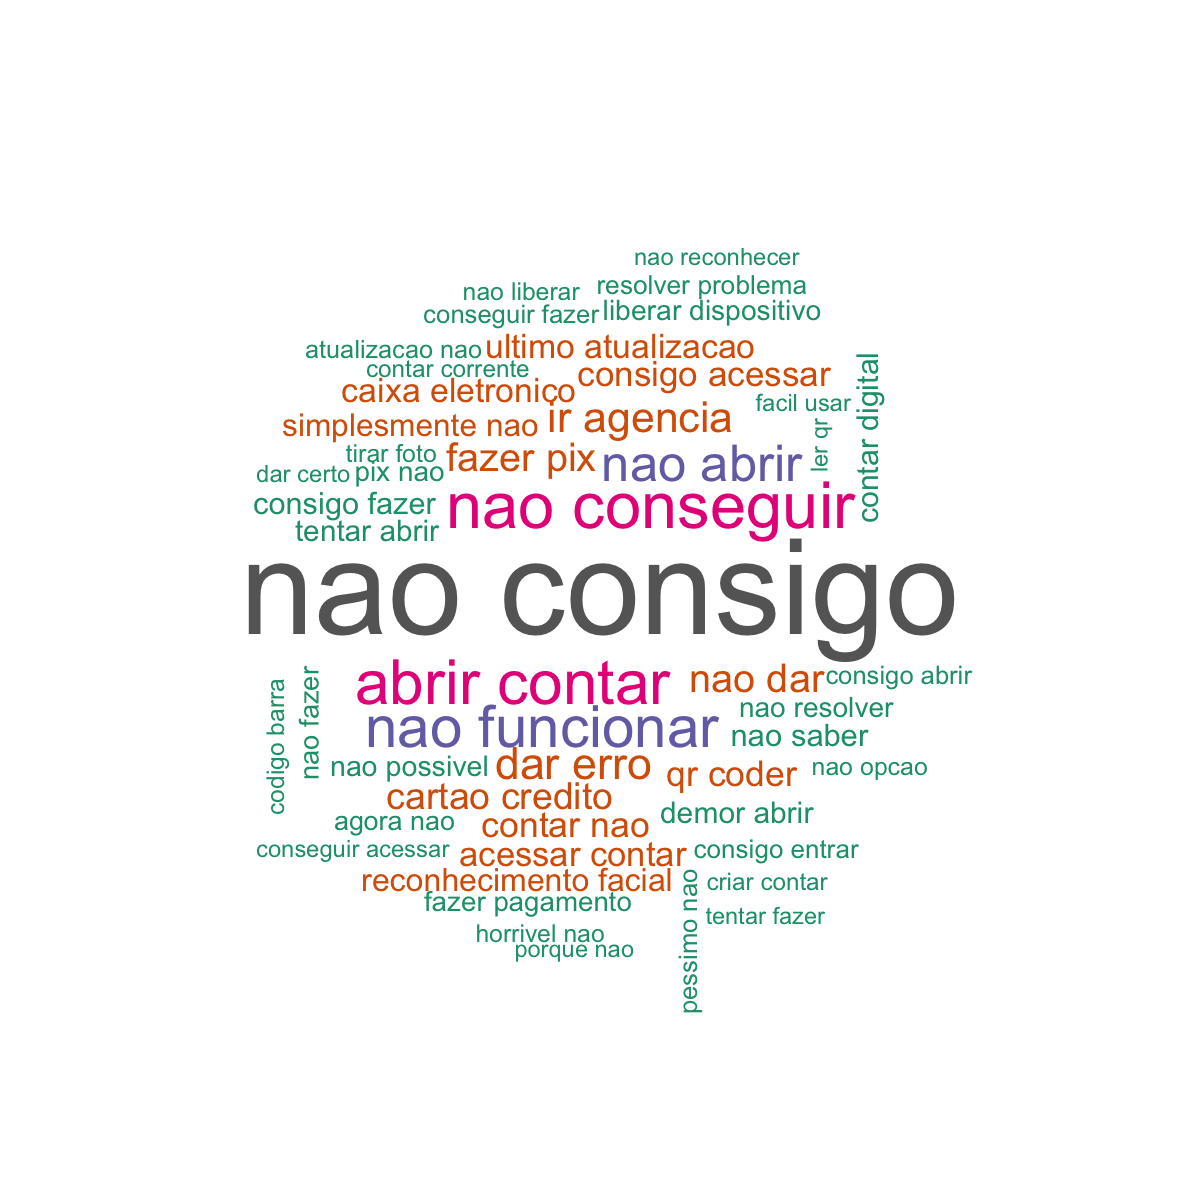 nao reconhecer
resolver problema
nao liberar
liberar dispositivo
conseguir fazer
ultimo atualizacao
atualizacao nao
contar corrente
consigo acessar
caixa eletronico
facil usar
contar digital
ir agencia
simplesmente nao
ler qr
tirar foto
fazer pix
nao abrir
dar certo
pix nao
consigo fazer
nao conseguir
tentar abrir
nao consigo
abrir contar
nao dar
consigo abrir
codigo barra
nao fazer
nao resolver
nao funcionar
nao saber
nao possivel
dar erro
qr coder
nao opcao
cartao credito
demor abrir
agora nao
contar nao
conseguir acessar
acessar contar
consigo entrar
reconhecimento facial
criar contar
fazer pagamento
pessimo nao
tentar fazer
horrivel nao
porque nao